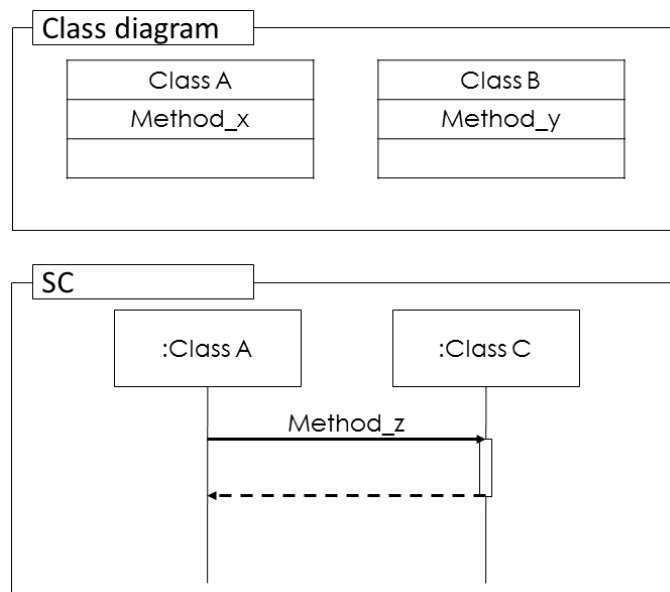 Class diagram
Class A
Class B
Method_x
Method_y
SC
:Class A
:Class C
Method_z